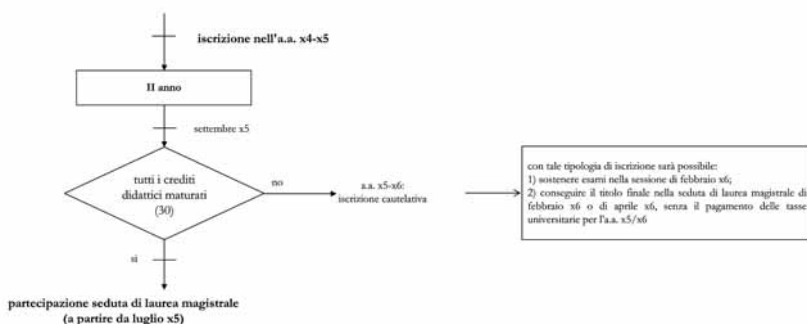 iscrizione nell'a.a. x4-x5
II anno
settembre x5
tutti i crediti
didattici maturati
(30)
no
a.a. x5-x6:
iscrizione cautelativa
con tale tipologia di iscrizione sarà possibile:
1) sostenere esami nella sessione di febbraio x6;
2) conseguire il titolo finale nella seduta di laurea magistrale di
febbraio x6 o di aprile x6, senza il pagamento delle tasse
universitarie per l'a.a. x5/x6
si
partecipazione seduta di laurea magistrale
(a partire da luglio x5)